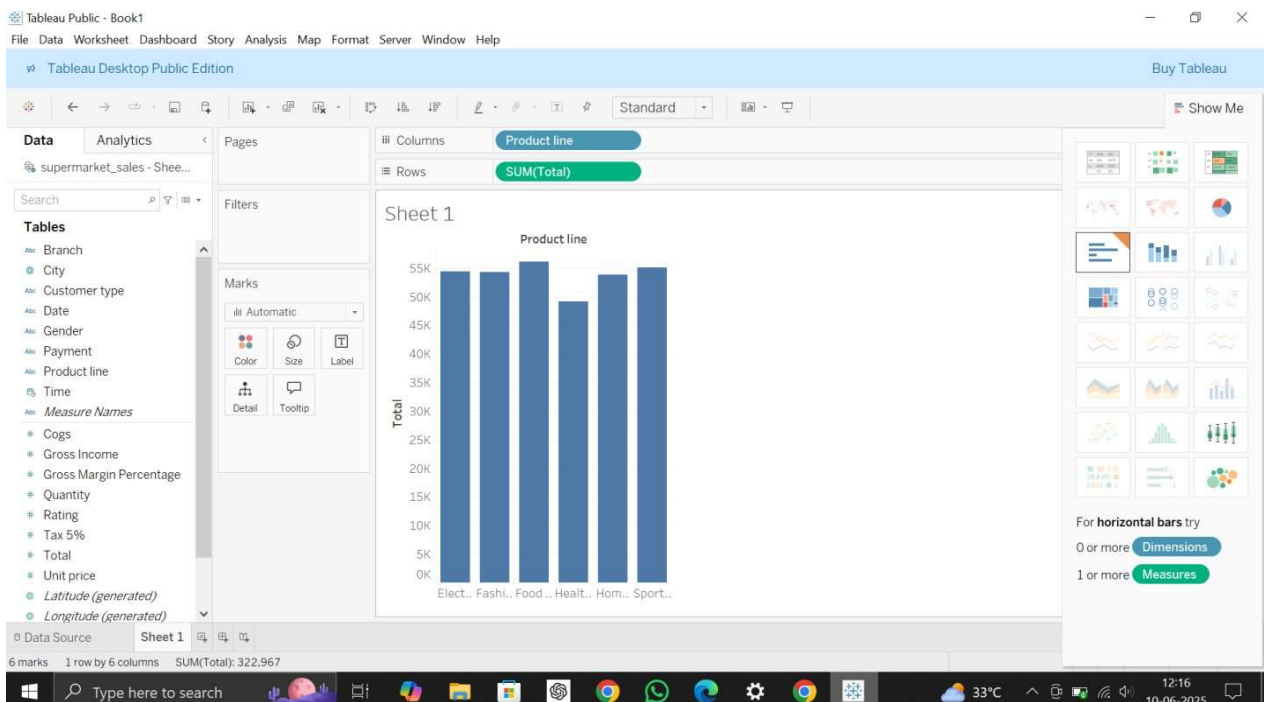 Tableau Public - Book1
File Data Worksheet Dashboard Story Analysis Map Format Server Window Help
Tableau Desktop Public Edition
Buy Tableau
Standard
Show Me
Data Analytics
supermarket_sales - Shee...
Search
Tables
Abc Branch
City
Abc Customer type
Abc Date
Abc Gender
Abc Payment
Abc Product line
Time
Abc Measure Names
# Cogs
# Gross Income
# Gross Margin Percentage
# Quantity
# Rating
# Tax 5%
# Total
# Unit price
Latitude (generated)
Longitude (generated)
Pages
Filters
Marks
Automatic
Color Size Label
Detail Tooltip
Columns Product line
Rows SUM(Total)
Sheet 1
Product line
55K
50K
45K
40K
35K
30K
25K
20K
15K
10K
5K
0K
Total
Elect.. Fashi.. Food .. Healt.. Hom.. Sport..
For horizontal bars try
0 or more Dimensions
1 or more Measures
Data Source Sheet 1
6 marks 1 row by 6 columns SUM(Total): 322,967
Type here to search
33°C
12:16
10-06-2025